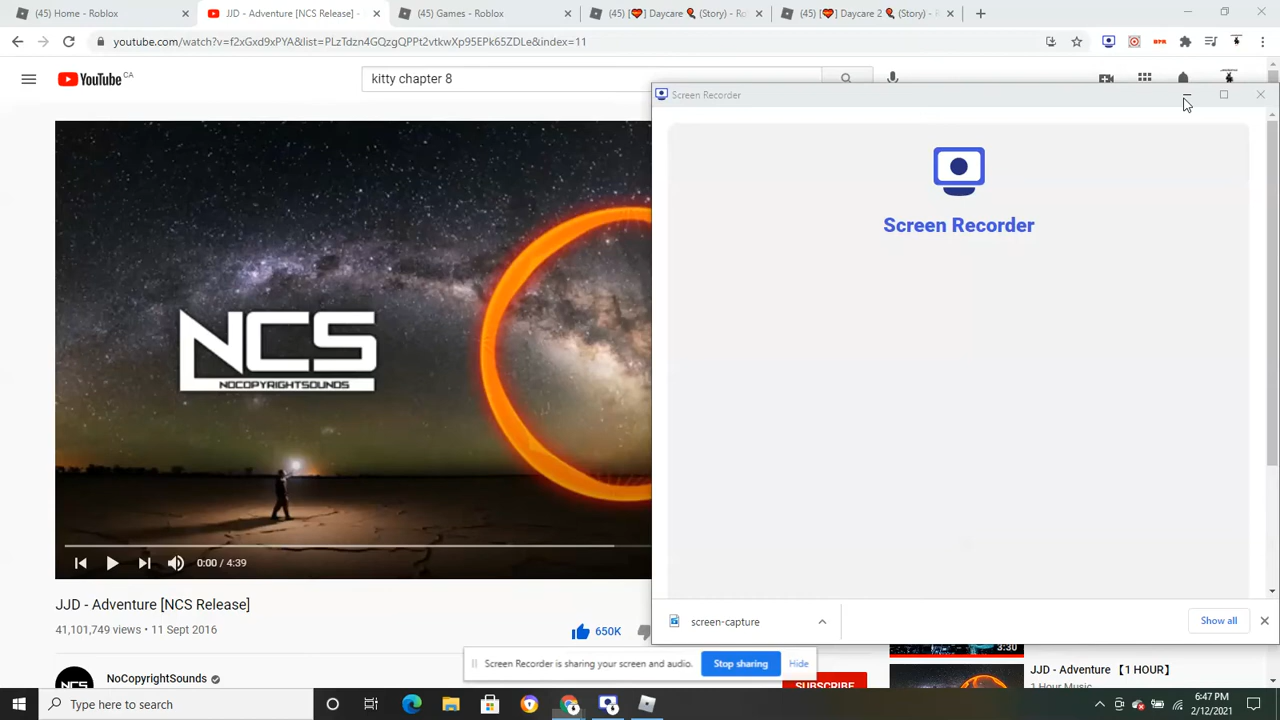 (45) Home - Roblox
JJD - Adventure [NCS Release] -
(45) Games - Roblox
(45) [❤️] Daycare 🎈 (Story) - Ro
(45) [❤️] Daycare 2 🎈 (Story) - R
youtube.com/watch?v=f2xGxd9xPYA&list=PLzTdzn4GQzgQPPt2vtkwXp95EPk65ZDLe&index=11
YouTube CA
kitty chapter 8
Screen Recorder
Screen Recorder
NCS
NOCOPYRIGHTSOUNDS
0:00 / 4:39
JJD - Adventure [NCS Release]
41,101,749 views • 11 Sept 2016
650K
screen-capture
Show all
Screen Recorder is sharing your screen and audio.
Stop sharing
Hide
3:30
NCS
NoCopyrightSounds
SUBSCRIBE
JJD - Adventure 【1 HOUR】
1 Hour Music
Type here to search
6:47 PM
2/12/2021